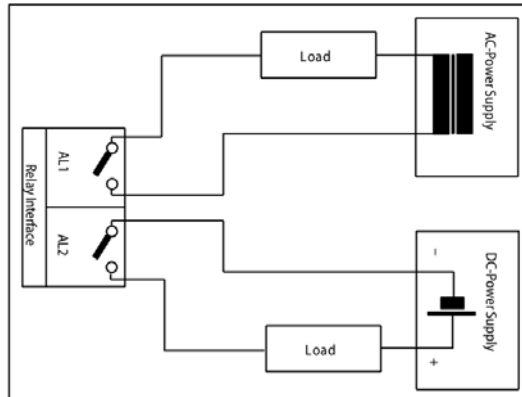 Load
AC-Power Supply
AL1
Relay Interface
AL2
-
DC-Power Supply
+
Load